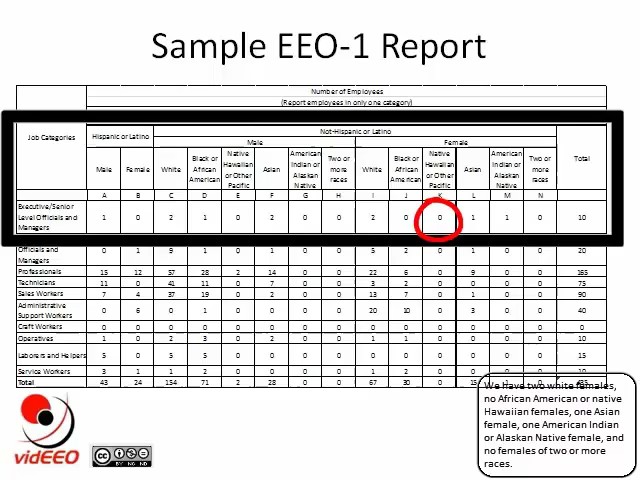 Sample EEO-1 Report
Number of Employees
(Report employees in only one category)
Job Categories Hispanic or Latino Not-Hispanic or Latino Total
Male Female
Male Female White Black or African American Native Hawaiian or Other Pacific Asian American Indian or Alaskan Native Two or more races White Black or African American Native Hawaiian or Other Pacific Asian American Indian or Alaskan Native Two or more races
A B C D E F G H I J K L M N
Executive/Senior Level Officials and Managers 1 0 2 1 0 2 0 0 2 0 0 1 1 0 10
Officials and Managers 0 1 9 1 0 1 0 0 5 2 0 1 0 0 20
Professionals 15 12 57 28 2 14 0 0 22 6 0 9 0 0 165
Technicians 11 0 41 11 0 7 0 0 3 2 0 0 0 0 75
Sales Workers 7 4 37 19 0 2 0 0 13 7 0 1 0 0 90
Administrative Support Workers 0 6 0 1 0 0 0 0 20 10 0 3 0 0 40
Craft Workers 0 0 0 0 0 0 0 0 0 0 0 0 0 0 0
Operatives 1 0 2 3 0 2 0 0 1 1 0 0 0 0 10
Laborers and Helpers 5 0 5 5 0 0 0 0 0 0 0 0 0 0 15
Service Workers 3 1 1 2 0 0 0 0 1 2 0 0 0 0 10
Total 43 24 154 71 2 28 0 0 67 30 0 15
We have two white females,
no African American or native
Hawaiian females, one Asian
female, one American Indian
or Alaskan Native female, and
no females of two or more
races.
vidEEO
cc
BY NC ND